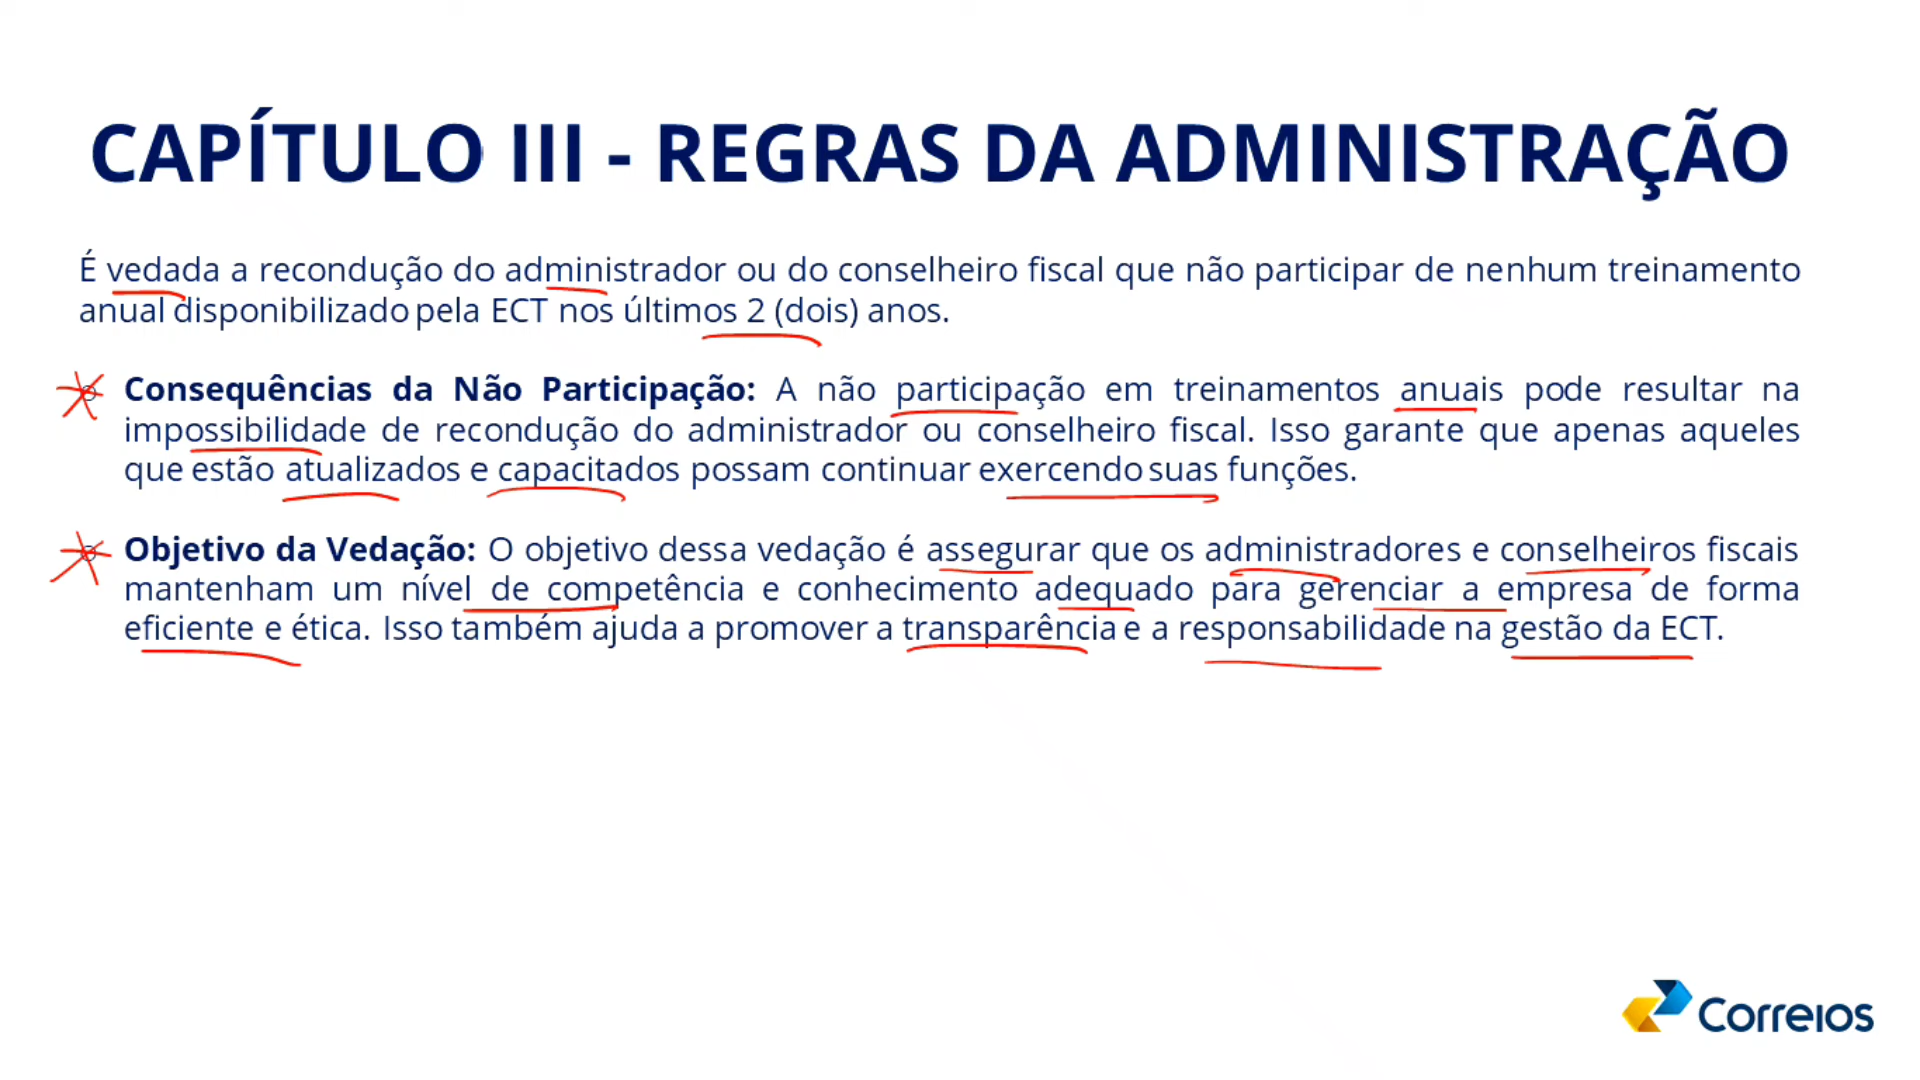 CAPÍTULO III - REGRAS DA ADMINISTRAÇÃO
É vedada a recondução do administrador ou do conselheiro fiscal que não participar de nenhum treinamento
anual disponibilizado pela ECT nos últimos 2 (dois) anos.
Consequências da Não Participação: A não participação em treinamentos anuais pode resultar na
impossibilidade de recondução do administrador ou conselheiro fiscal. Isso garante que apenas aqueles
que estão atualizados e capacitados possam continuar exercendo suas funções.
Objetivo da Vedação: O objetivo dessa vedação é assegurar que os administradores e conselheiros fiscais
mantenham um nível de competência e conhecimento adequado para gerenciar a empresa de forma
eficiente e ética. Isso também ajuda a promover a transparência e a responsabilidade na gestão da ECT.
Correios